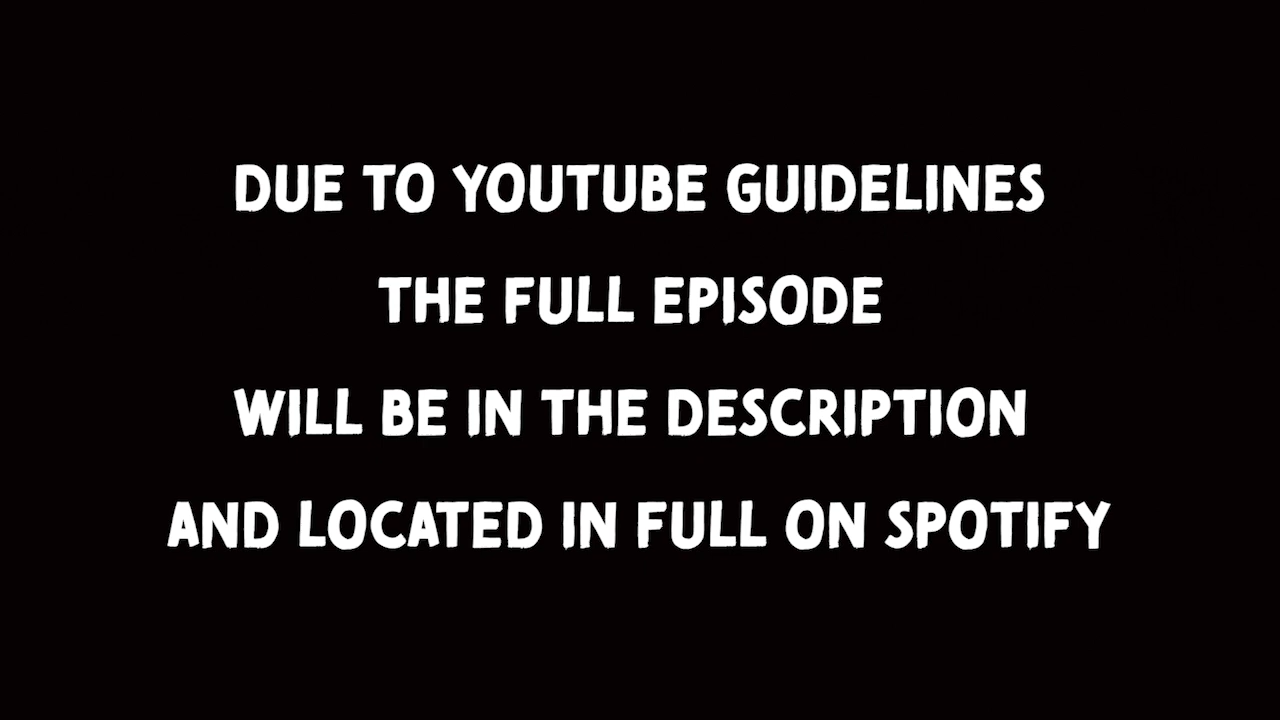 DUE TO YOUTUBE GUIDELINES
THE FULL EPISODE
WILL BE IN THE DESCRIPTION
AND LOCATED IN FULL ON SPOTIFY